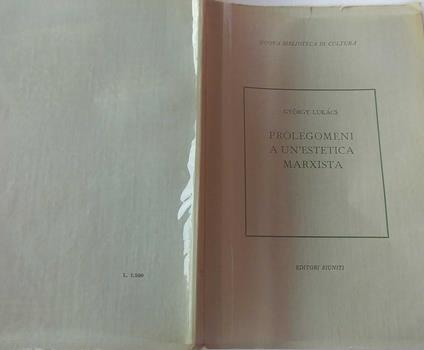 NUOVA BIBLIOTECA DI CULTURA
GYÖRGY LUKÁCS
PROLEGOMENI
A UN'ESTETICA
MARXISTA
EDITORI RIUNITI
L. 1.500